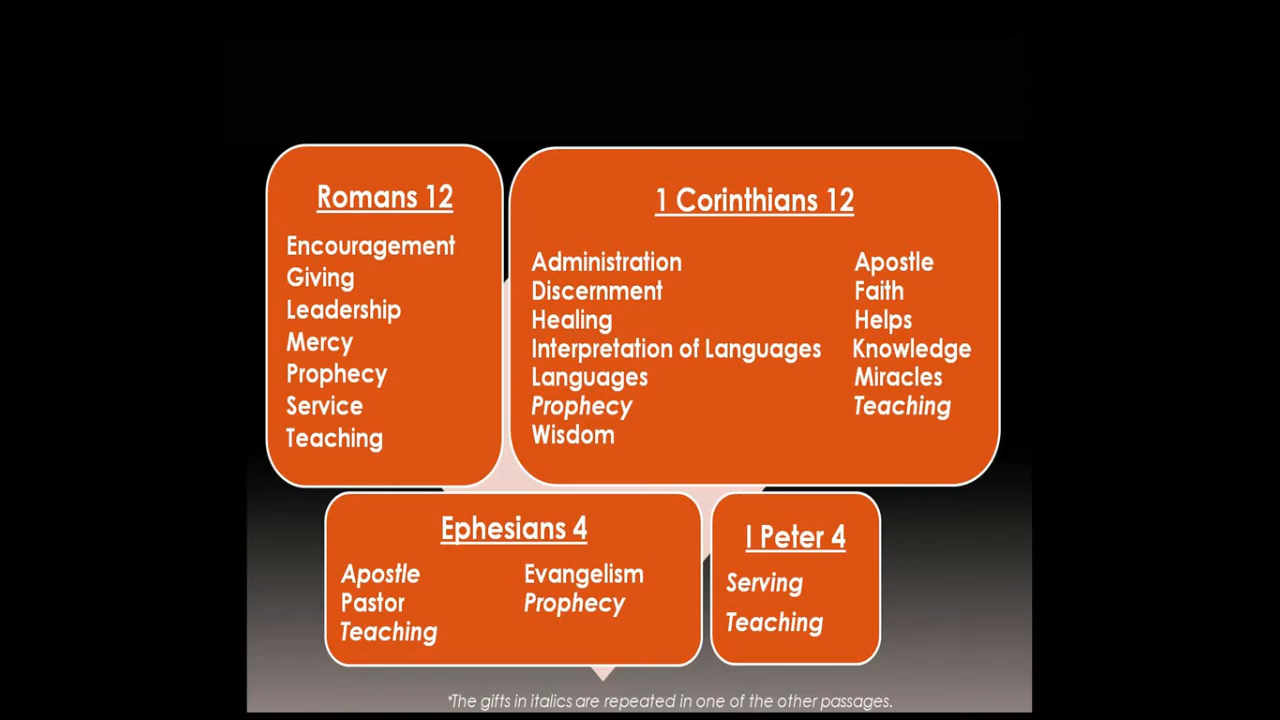 Romans 12
Encouragement
Giving
Leadership
Mercy
Prophecy
Service
Teaching
1 Corinthians 12
Administration
Discernment
Healing
Interpretation of Languages
Languages
Prophecy
Wisdom
Apostle
Faith
Helps
Knowledge
Miracles
Teaching
Ephesians 4
Apostle
Pastor
Teaching
Evangelism
Prophecy
I Peter 4
Serving
Teaching
*The gifts in italics are repeated in one of the other passages.